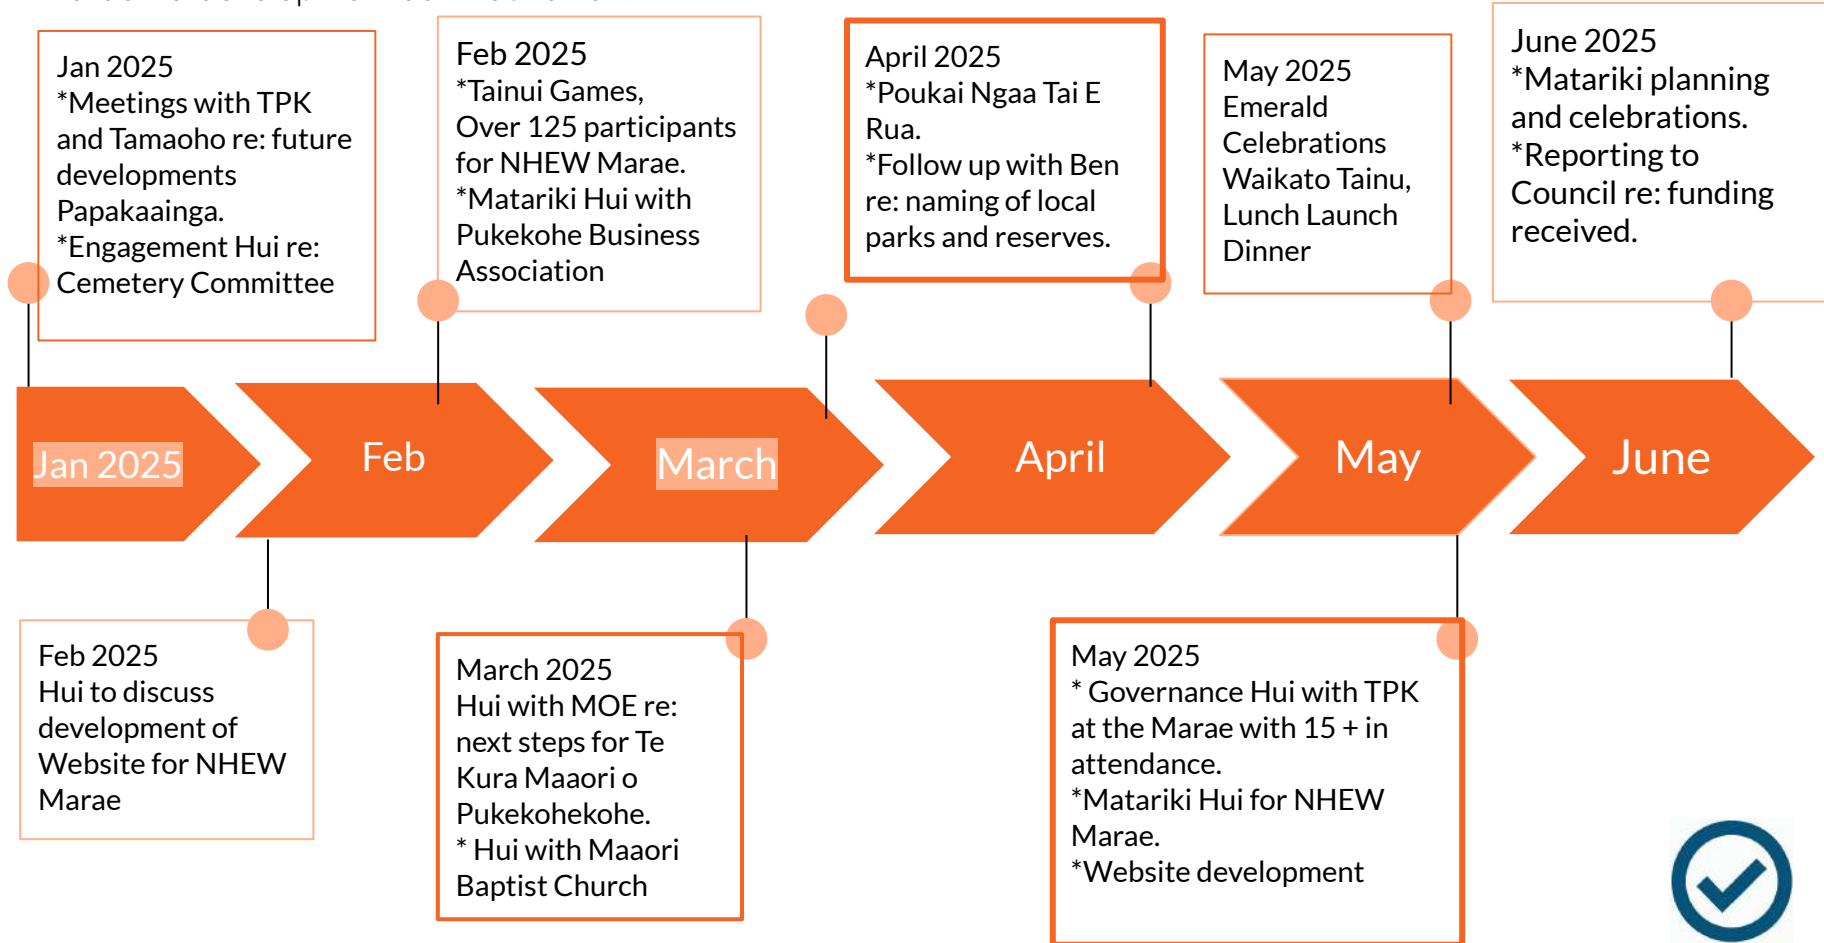 Jan 2025
*Meetings with TPK
and Tamaoho re: future
developments
Papakaainga.
*Engagement Hui re:
Cemetery Committee
Feb 2025
*Tainui Games,
Over 125 participants
for NHEW Marae.
*Matariki Hui with
Pukekohe Business
Association
April 2025
*Poukai Ngaa Tai E
Rua.
*Follow up with Ben
re: naming of local
parks and reserves.
May 2025
Emerald
Celebrations
Waikato Tainu,
Lunch Launch
Dinner
June 2025
*Matariki planning
and celebrations.
*Reporting to
Council re: funding
received.
Jan 2025
Feb
March
April
May
June
Feb 2025
Hui to discuss
development of
Website for NHEW
Marae
March 2025
Hui with MOE re:
next steps for Te
Kura Maaori o
Pukekohekohe.
* Hui with Maaori
Baptist Church
May 2025
* Governance Hui with TPK
at the Marae with 15 + in
attendance.
*Matariki Hui for NHEW
Marae.
*Website development